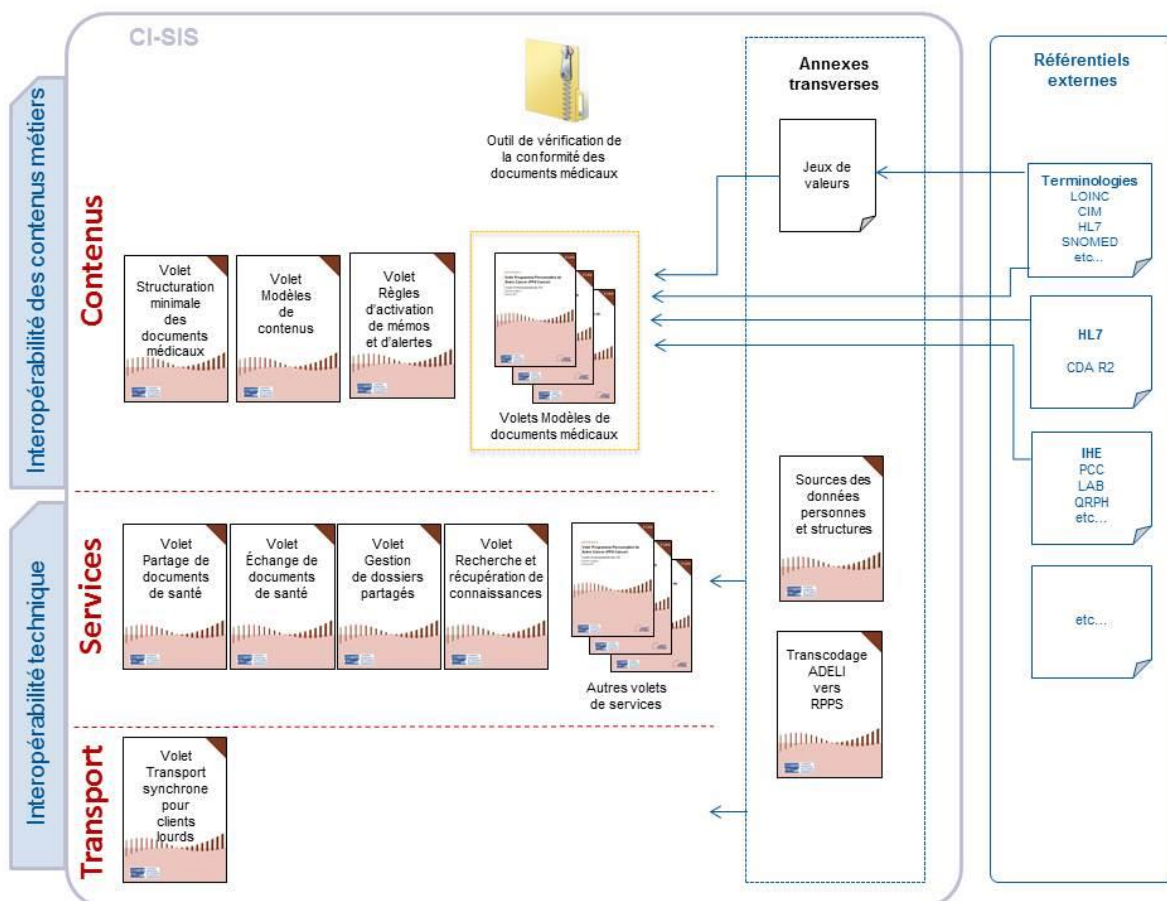 CI-SIS
Interopérabilité des contenus métiers
Interopérabilité technique
Contenus
Outil de vérification de
la conformité des
documents médicaux
Volet
Structuration
minimale
des
documents
médicaux
Volet
Modèles
de
contenus
Volet
Règles
d'activation
de mémos
et d'alertes
Volets Modèles de
documents médicaux
Services
Volet
Partage de
documents
de santé
Volet
Échange de
documents
de santé
Volet
Gestion
de dossiers
partagés
Volet
Recherche et
récupération de
connaissances
Autres volets
de services
Transport
Volet
Transport
synchrone
pour
clients
lourds
Annexes
transverses
Jeux de
valeurs
Sources des
données
personnes
et structures
Transcodage
ADELI
vers
RPPS
Référentiels
externes
Terminologies
LOINC
CIM
HL7
SNOMED
etc...
HL7
CDA R2
IHE
PCC
LAB
QRPH
etc...
etc...